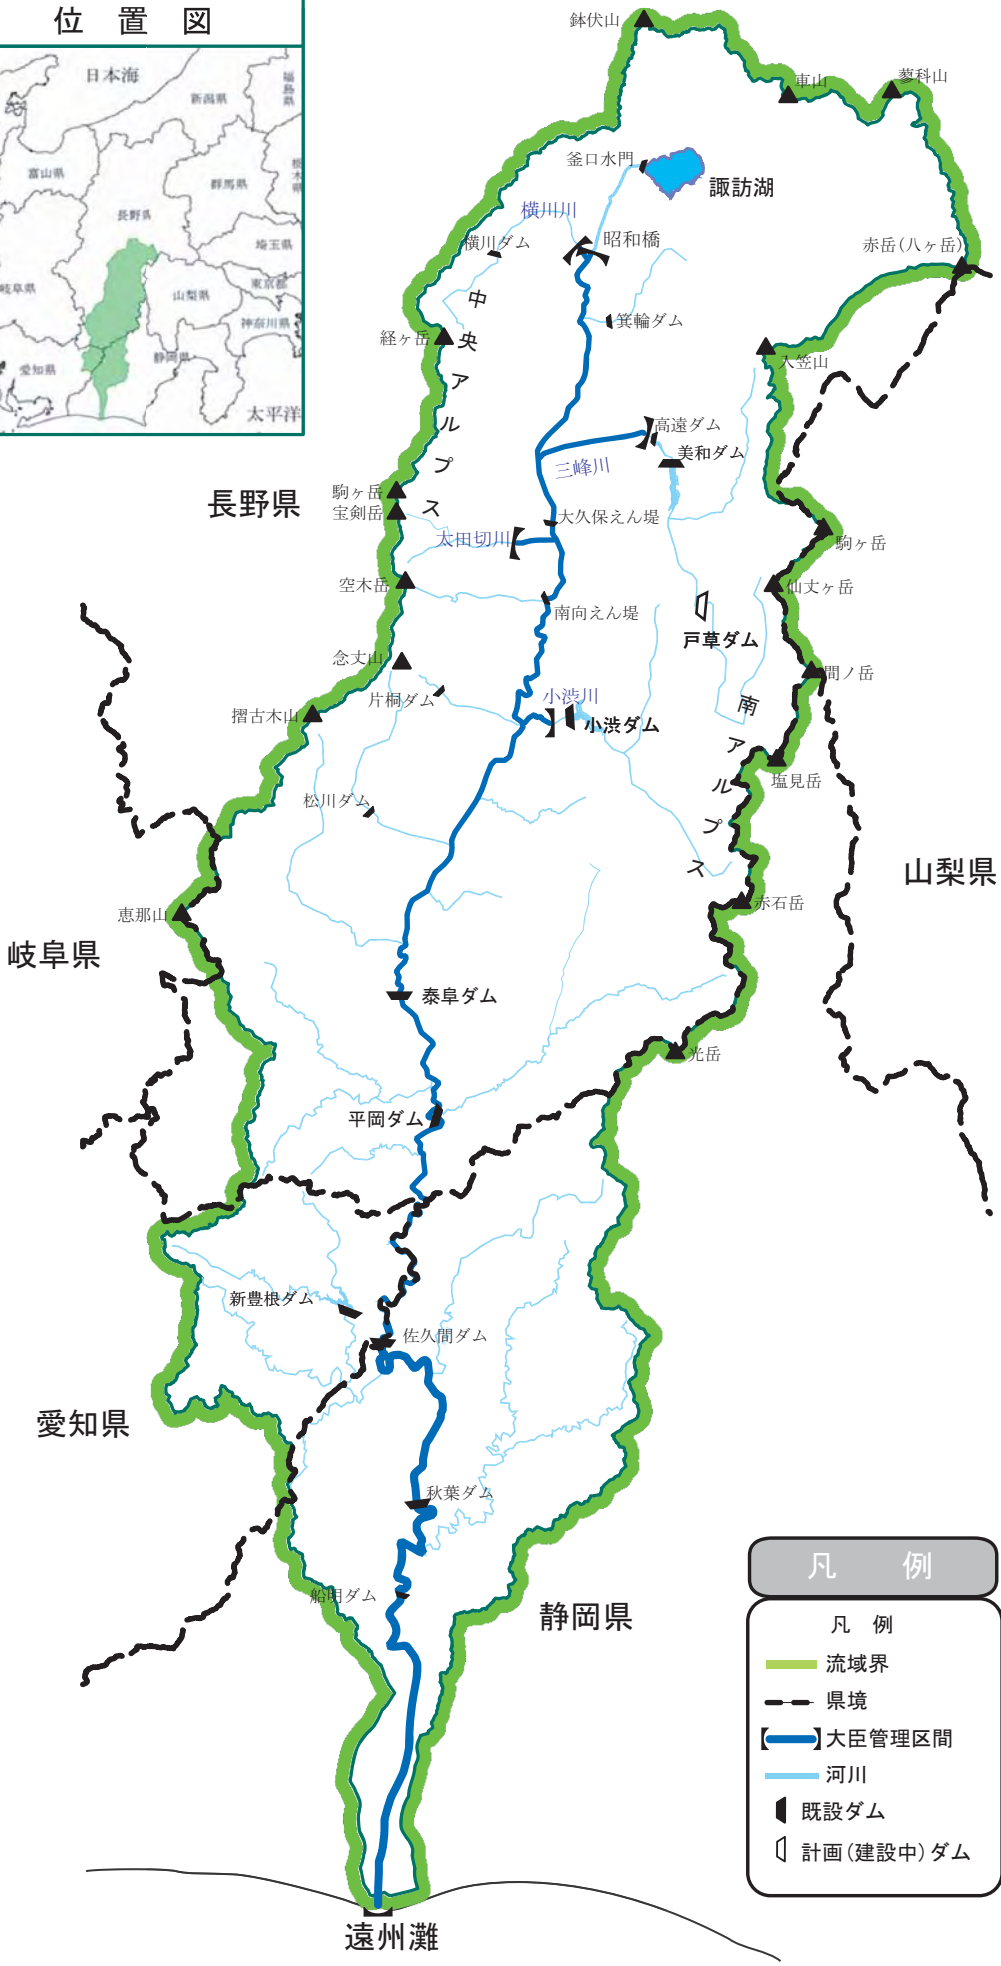 位置図
日本海
福島県
新潟県
富山県
群馬県
栃木県
長野県
埼玉県
岐阜県
山梨県
東京都
神奈川県
愛知県
静岡県
太平洋
鉢伏山
車山
蓼科山
釜口水門
諏訪湖
横川川
横川ダム
昭和橋
赤岳(八ヶ岳)
箕輪ダム
経ヶ岳
中央アルプス
入笠山
高遠ダム
美和ダム
三峰川
長野県
駒ヶ岳
宝剣岳
大久保えん堤
太田切川
駒ヶ岳
空木岳
仙丈ヶ岳
南向えん堤
戸草ダム
念丈山
間ノ岳
片桐ダム
小渋川
小渋ダム
摺古木山
南アルプス
塩見岳
松川ダム
山梨県
赤石岳
恵那山
岐阜県
泰阜ダム
光岳
平岡ダム
新豊根ダム
佐久間ダム
愛知県
秋葉ダム
船明ダム
静岡県
遠州灘
凡例
凡例
流域界
県境
大臣管理区間
河川
既設ダム
計画(建設中)ダム